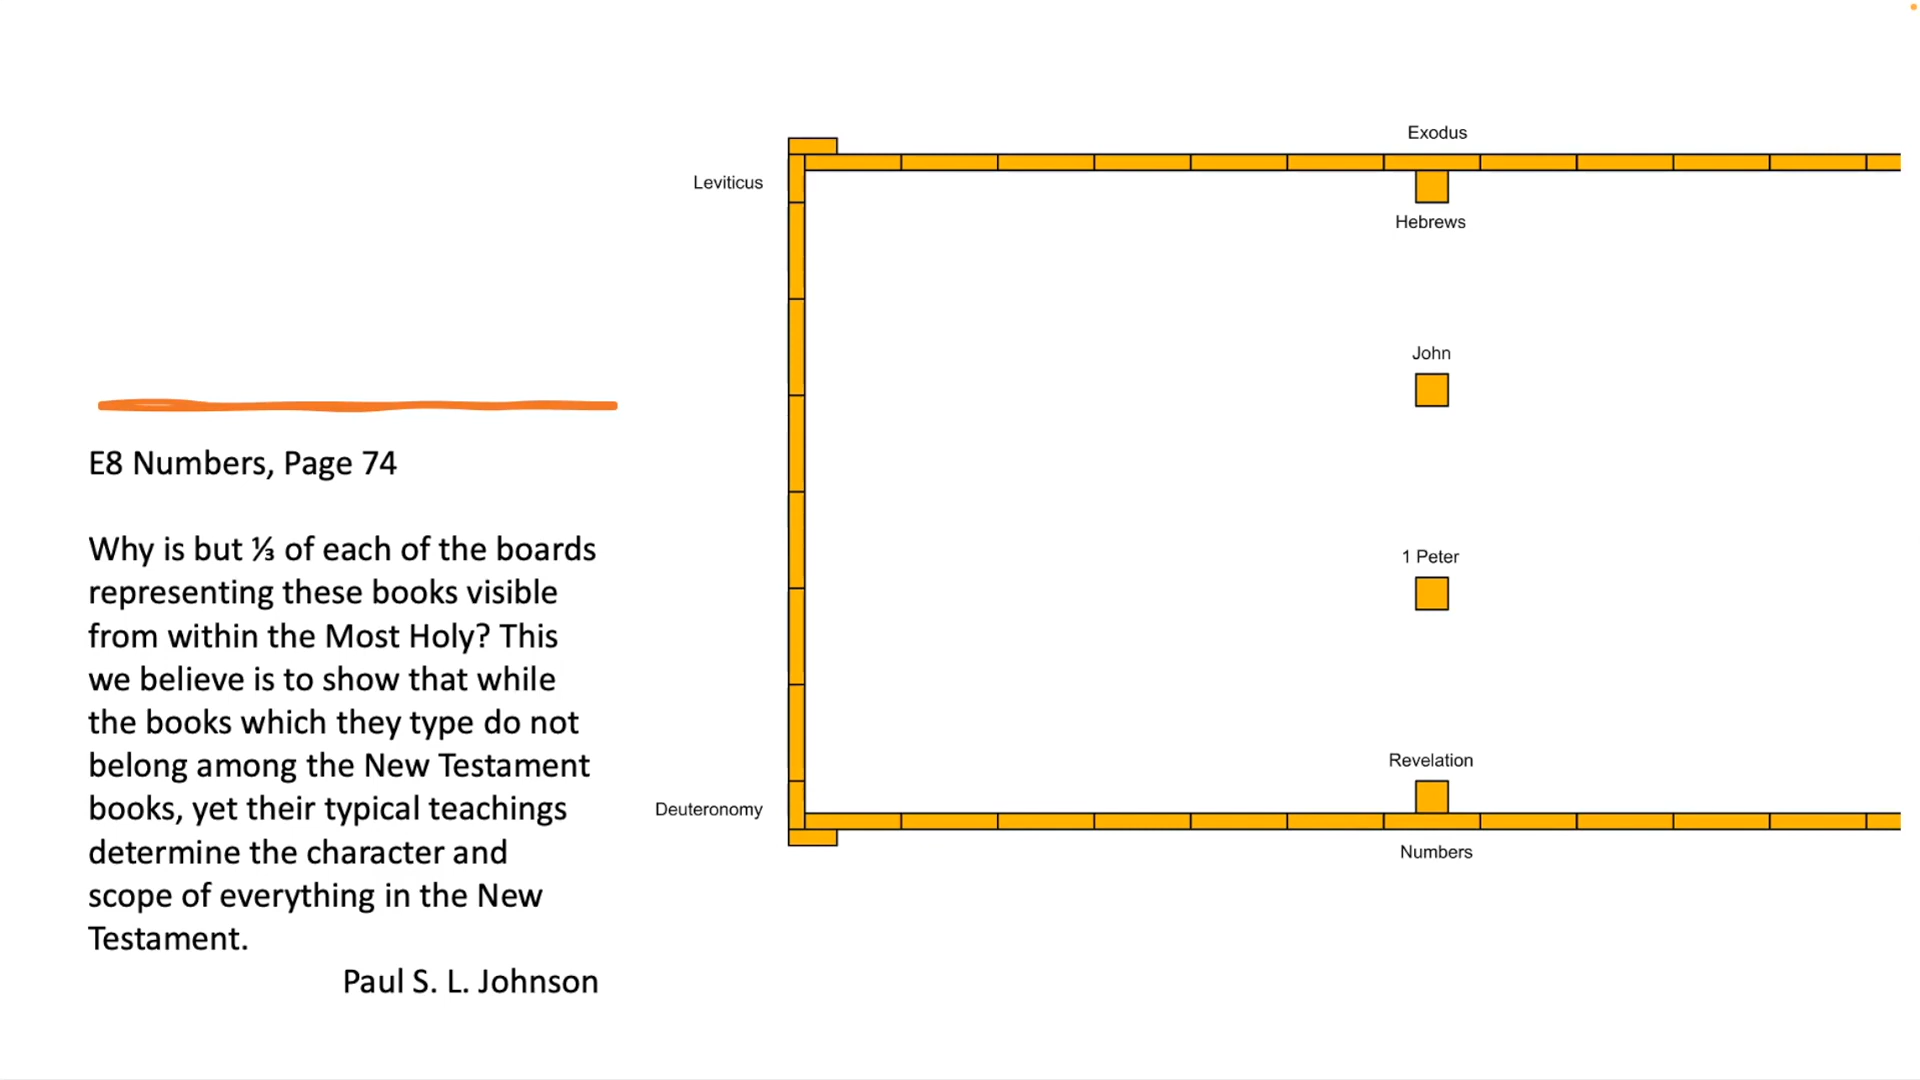 E8 Numbers, Page 74
Why is but ⅓ of each of the boards
representing these books visible
from within the Most Holy? This
we believe is to show that while
the books which they type do not
belong among the New Testament
books, yet their typical teachings
determine the character and
scope of everything in the New
Testament.
Paul S. L. Johnson
Exodus
Leviticus
Hebrews
John
1 Peter
Revelation
Deuteronomy
Numbers